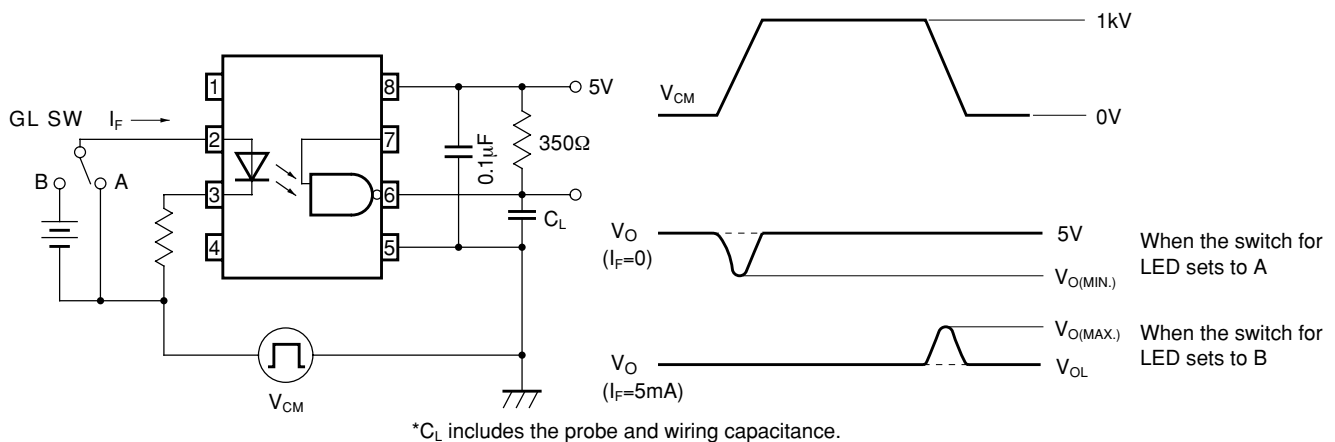 GL SW
I_F
B
A
1
2
3
4
8
7
6
5
5V
350Ω
0.1μF
C_L
V_CM
V_CM
1kV
0V
V_O
(I_F=0)
5V
V_O(MIN.)
When the switch for
LED sets to A
V_O
(I_F=5mA)
V_O(MAX.)
V_OL
When the switch for
LED sets to B
*C_L includes the probe and wiring capacitance.